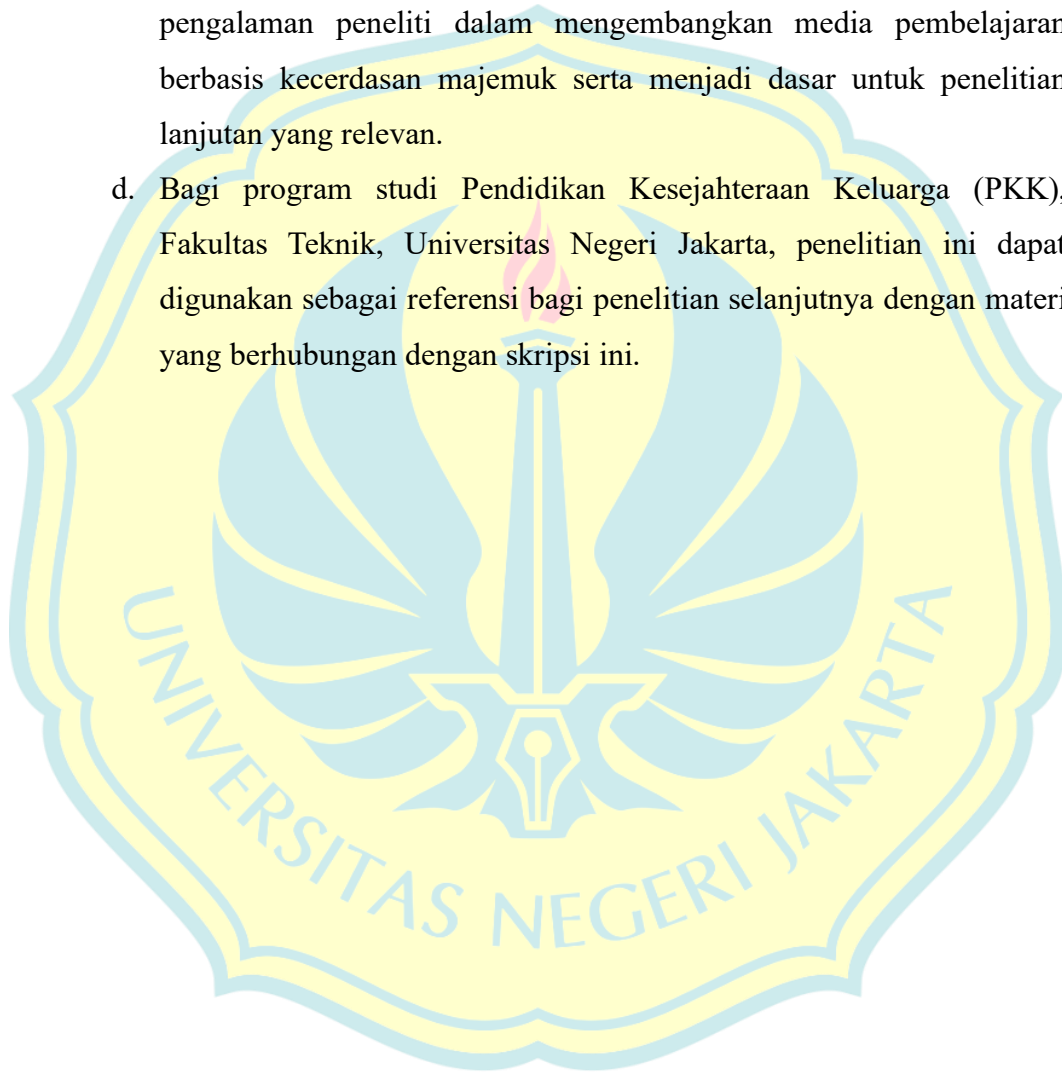 pengalaman peneliti dalam mengembangkan media pembelajaran
berbasis kecerdasan majemuk serta menjadi dasar untuk penelitian
lanjutan yang relevan.
d. Bagi program studi Pendidikan Kesejahteraan Keluarga (PKK),
Fakultas Teknik, Universitas Negeri Jakarta, penelitian ini dapat
digunakan sebagai referensi bagi penelitian selanjutnya dengan materi
yang berhubungan dengan skripsi ini.
UNIVERSITAS NEGERI JAKARTA